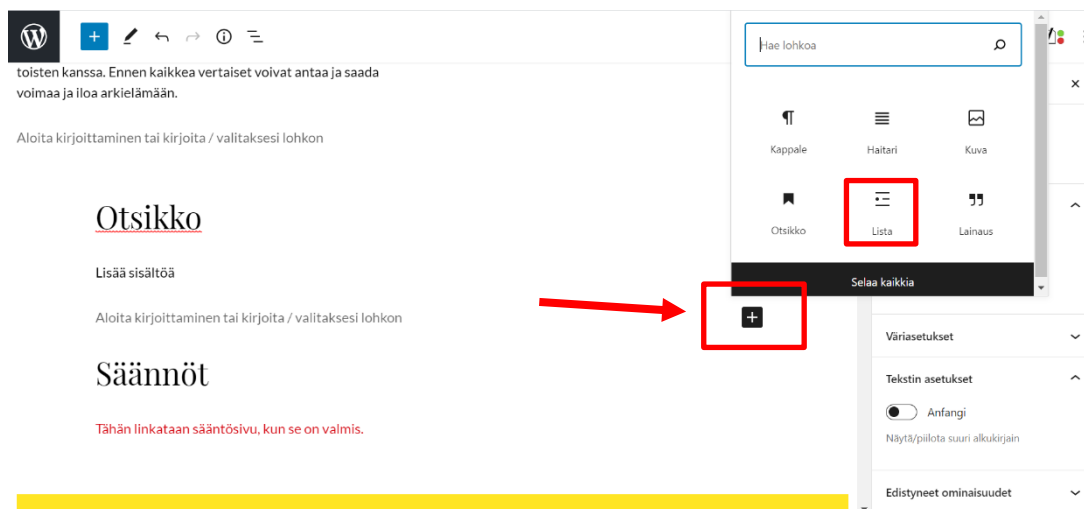 toisten kanssa. Ennen kaikkea vertaiset voivat antaa ja saada
voimaa ja iloa arkielämään.
Aloita kirjoittaminen tai kirjoita / valitaksesi lohkon
Otsikko
Lisää sisältöä
Aloita kirjoittaminen tai kirjoita / valitaksesi lohkon
Säännöt
Tähän linkataan sääntösivu, kun se on valmis.
Hae lohkoa
Kappale
Haitari
Kuva
Otsikko
Lista
Lainaus
Selaa kaikkia
Väriasetukset
Tekstin asetukset
Anfangi
Näytä/piilota suuri alkukirjain
Edistyneet ominaisuudet